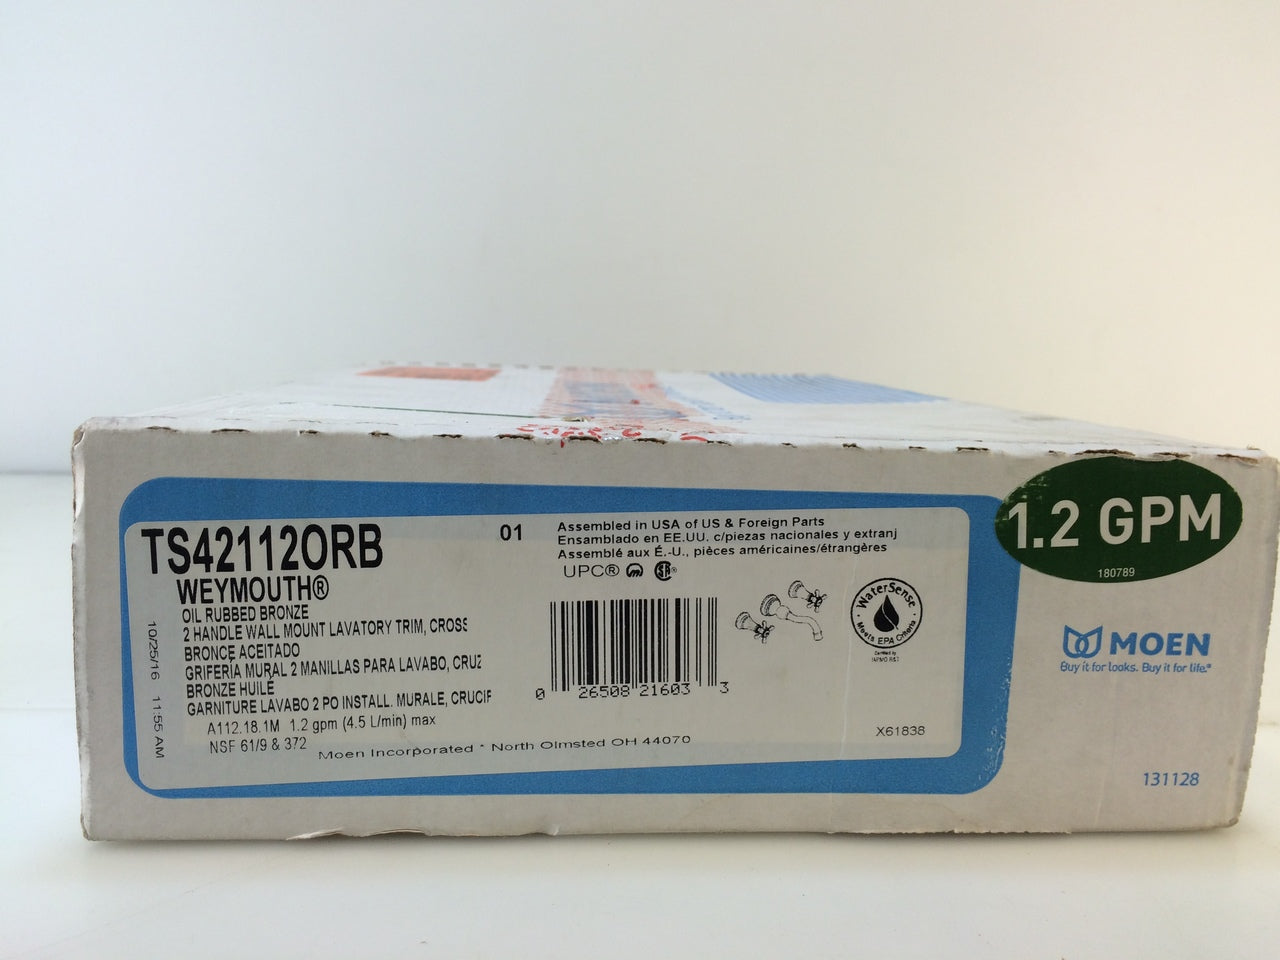 TS42112ORB
WEYMOUTH®
OIL RUBBED BRONZE
2 HANDLE WALL MOUNT LAVATORY TRIM, CROSS
BRONCE ACEITADO
GRIFERÍA MURAL 2 MANILLAS PARA LAVABO, CRUZ
BRONZE HUILÉ
GARNITURE LAVABO 2 PO INSTALL. MURALE, CRUCIF
A112.18.1M 1.2 gpm (4.5 L/min) max
NSF 61/9 & 372
Moen Incorporated * North Olmsted OH 44070
10/25/16 11:55 AM
01
Assembled in USA of US & Foreign Parts
Ensamblado en EE.UU. c/piezas nacionales y extranj
Assemblé aux É.-U., pièces américaines/étrangères
UPC®
0 26508 21603 3
WaterSense
Meets EPA Criteria
Certified by
IAPMO R&T
X61838
1.2 GPM
180789
MOEN
Buy it for looks. Buy it for life.®
131128